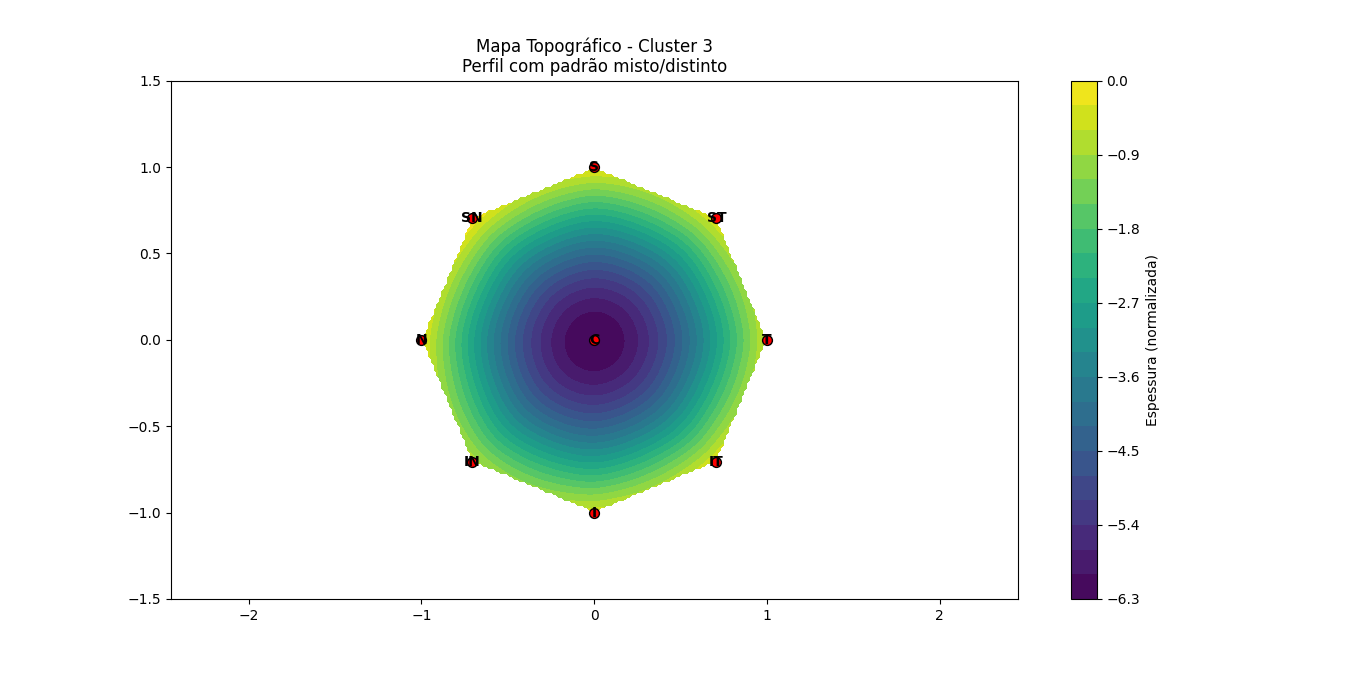 Mapa Topográfico - Cluster 3
Perfil com padrão misto/distinto
1.5
1.0
0.5
0.0
−0.5
−1.0
−1.5
−2
−1
0
1
2
S
SN
ST
N
C
T
IN
IT
I
0.0
−0.9
−1.8
−2.7
−3.6
−4.5
−5.4
−6.3
Espessura (normalizada)